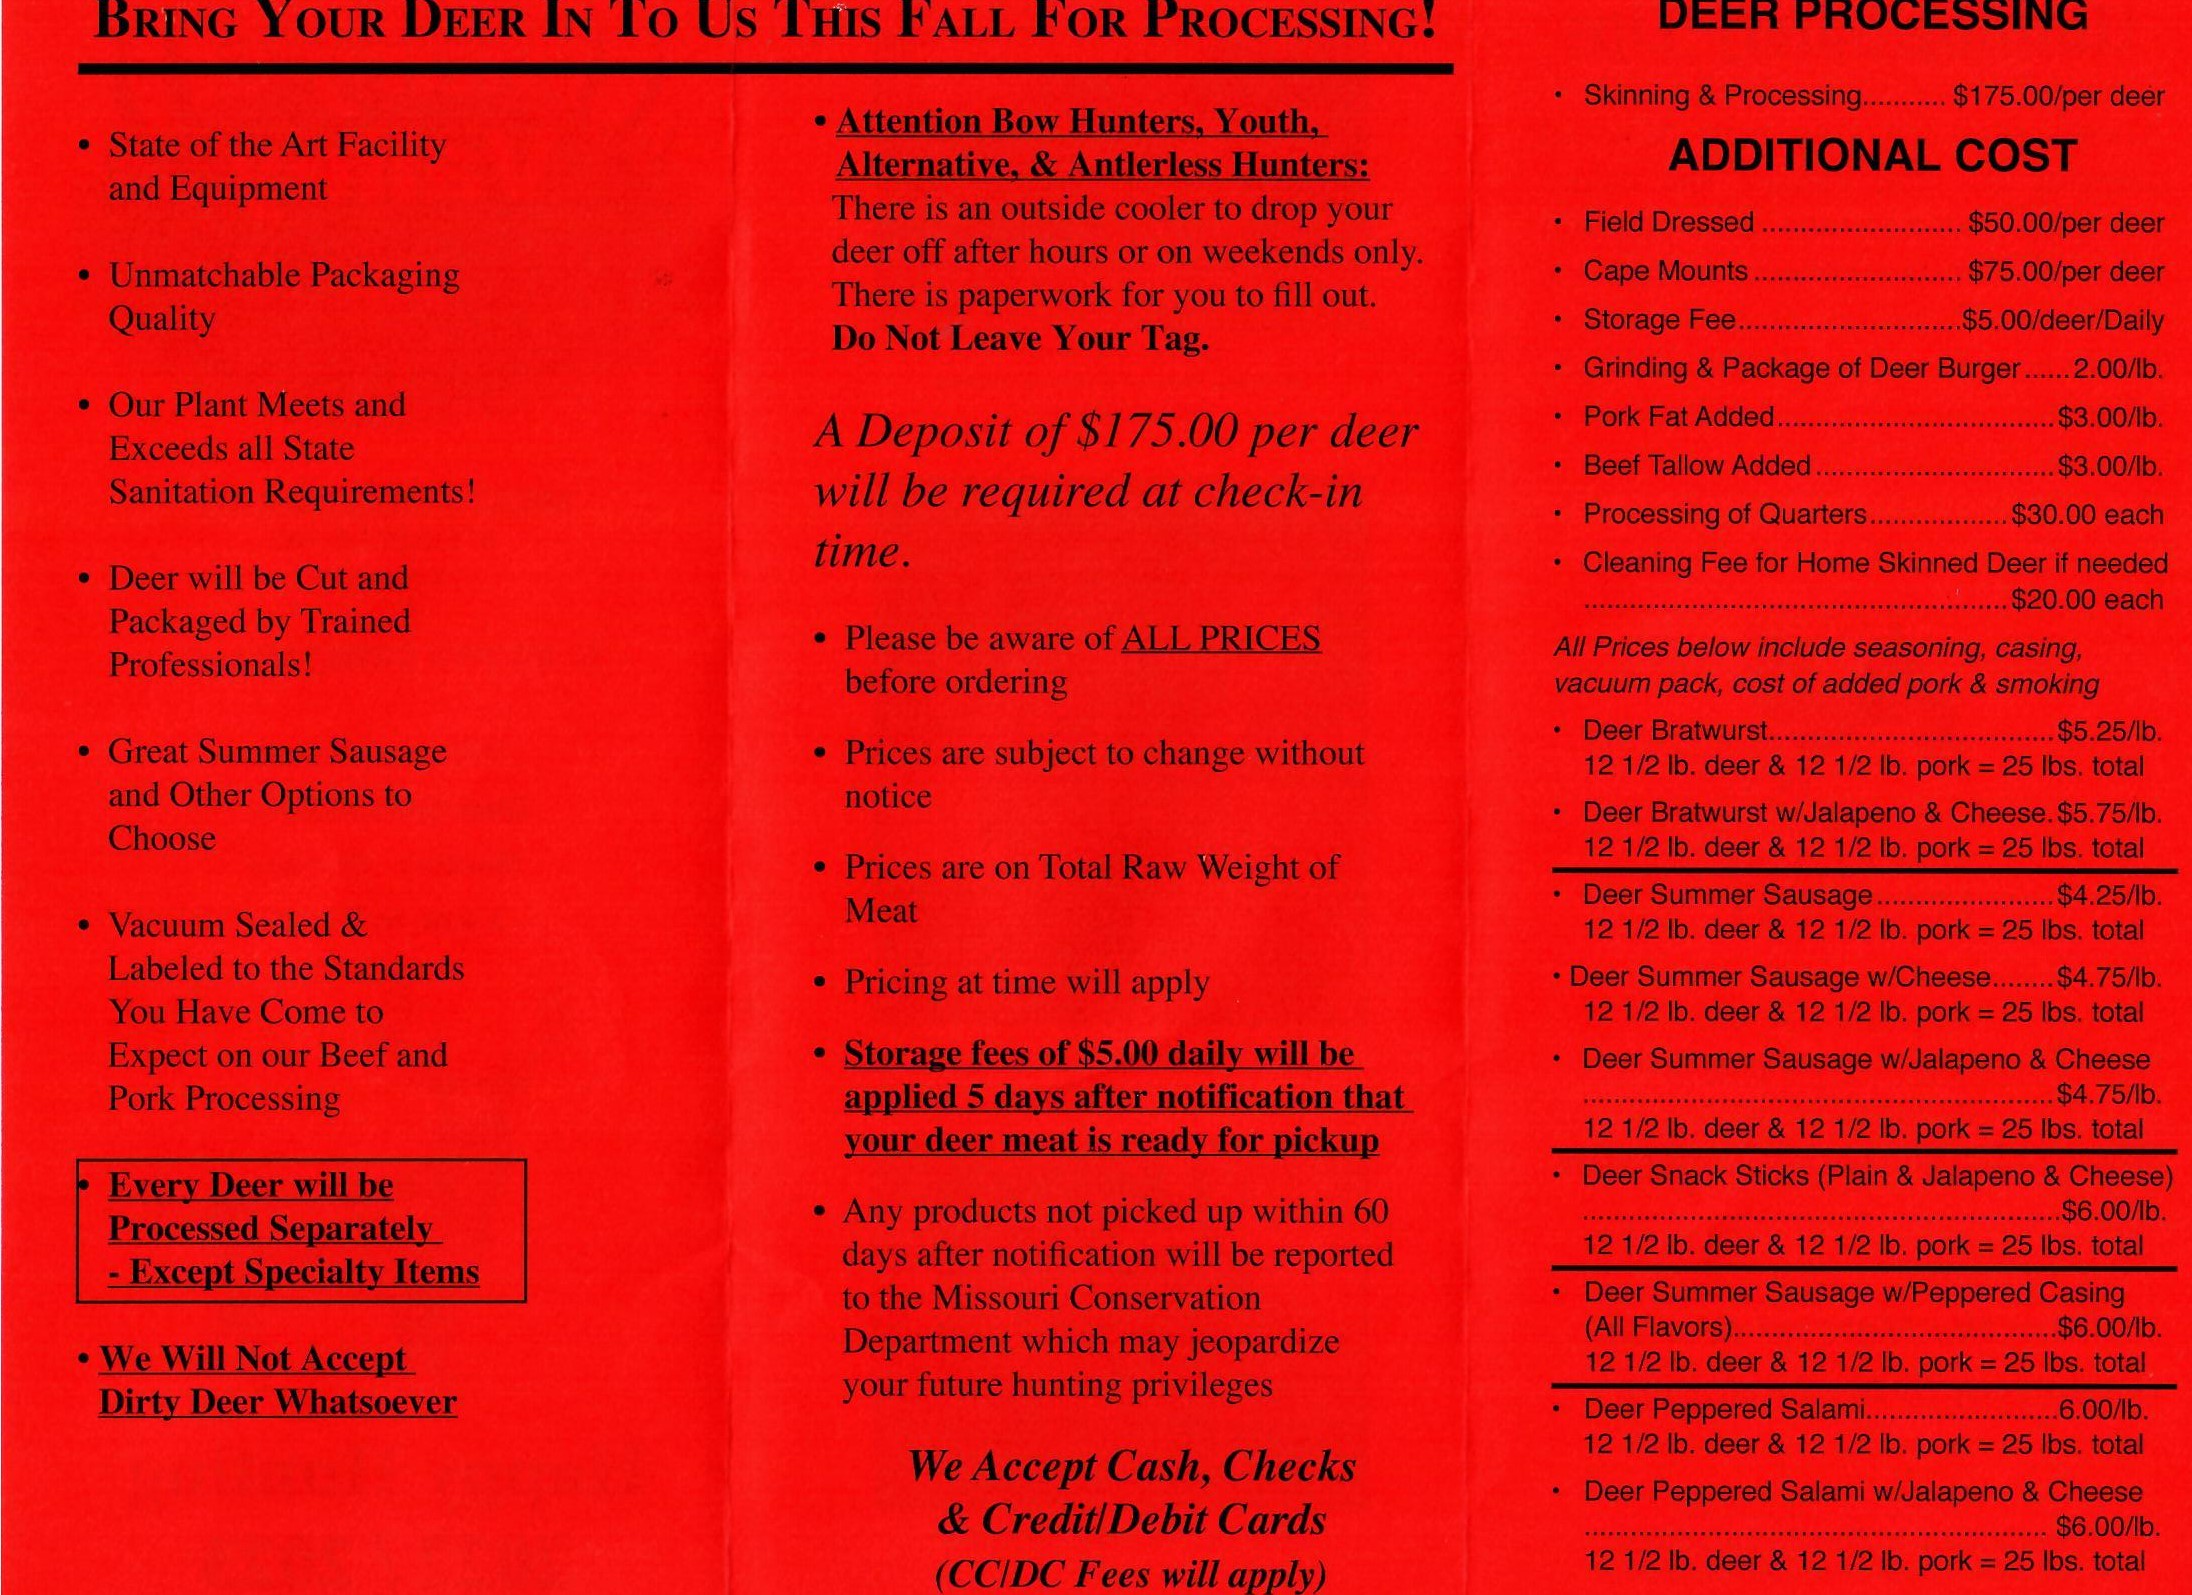 BRING YOUR DEER IN TO US THIS FALL FOR PROCESSING!
• State of the Art Facility
and Equipment
• Unmatchable Packaging
Quality
• Our Plant Meets and
Exceeds all State
Sanitation Requirements!
• Deer will be Cut and
Packaged by Trained
Professionals!
• Great Summer Sausage
and Other Options to
Choose
• Vacuum Sealed &
Labeled to the Standards
You Have Come to
Expect on our Beef and
Pork Processing
• Every Deer will be
Processed Separately
- Except Specialty Items
• We Will Not Accept
Dirty Deer Whatsoever
• Attention Bow Hunters, Youth,
Alternative, & Antlerless Hunters:
There is an outside cooler to drop your
deer off after hours or on weekends only.
There is paperwork for you to fill out.
Do Not Leave Your Tag.
A Deposit of $175.00 per deer
will be required at check-in
time.
• Please be aware of ALL PRICES
before ordering
• Prices are subject to change without
notice
• Prices are on Total Raw Weight of
Meat
• Pricing at time will apply
• Storage fees of $5.00 daily will be
applied 5 days after notification that
your deer meat is ready for pickup
• Any products not picked up within 60
days after notification will be reported
to the Missouri Conservation
Department which may jeopardize
your future hunting privileges
We Accept Cash, Checks
& Credit/Debit Cards
(CC/DC Fees will apply)
DEER PROCESSING
• Skinning & Processing........... $175.00/per deer
ADDITIONAL COST
• Field Dressed .......................... $50.00/per deer
• Cape Mounts ........................... $75.00/per deer
• Storage Fee.............................$5.00/deer/Daily
• Grinding & Package of Deer Burger......2.00/lb.
• Pork Fat Added....................................$3.00/lb.
• Beef Tallow Added ...............................$3.00/lb.
• Processing of Quarters..................$30.00 each
• Cleaning Fee for Home Skinned Deer if needed
.......................................................$20.00 each
All Prices below include seasoning, casing,
vacuum pack, cost of added pork & smoking
• Deer Bratwurst.....................................$5.25/lb.
12 1/2 lb. deer & 12 1/2 lb. pork = 25 lbs. total
• Deer Bratwurst w/Jalapeno & Cheese.$5.75/lb.
12 1/2 lb. deer & 12 1/2 lb. pork = 25 lbs. total
• Deer Summer Sausage.......................$4.25/lb.
12 1/2 lb. deer & 12 1/2 lb. pork = 25 lbs. total
• Deer Summer Sausage w/Cheese........$4.75/lb.
12 1/2 lb. deer & 12 1/2 lb. pork = 25 lbs. total
• Deer Summer Sausage w/Jalapeno & Cheese
.............................................................$4.75/lb.
12 1/2 lb. deer & 12 1/2 lb. pork = 25 lbs. total
• Deer Snack Sticks (Plain & Jalapeno & Cheese)
..............................................................$6.00/lb.
12 1/2 lb. deer & 12 1/2 lb. pork = 25 lbs. total
• Deer Summer Sausage w/Peppered Casing
(All Flavors)..........................................$6.00/lb.
12 1/2 lb. deer & 12 1/2 lb. pork = 25 lbs. total
• Deer Peppered Salami.........................6.00/lb.
12 1/2 lb. deer & 12 1/2 lb. pork = 25 lbs. total
• Deer Peppered Salami w/Jalapeno & Cheese
............................................................ $6.00/lb.
12 1/2 lb. deer & 12 1/2 lb. pork = 25 lbs. total